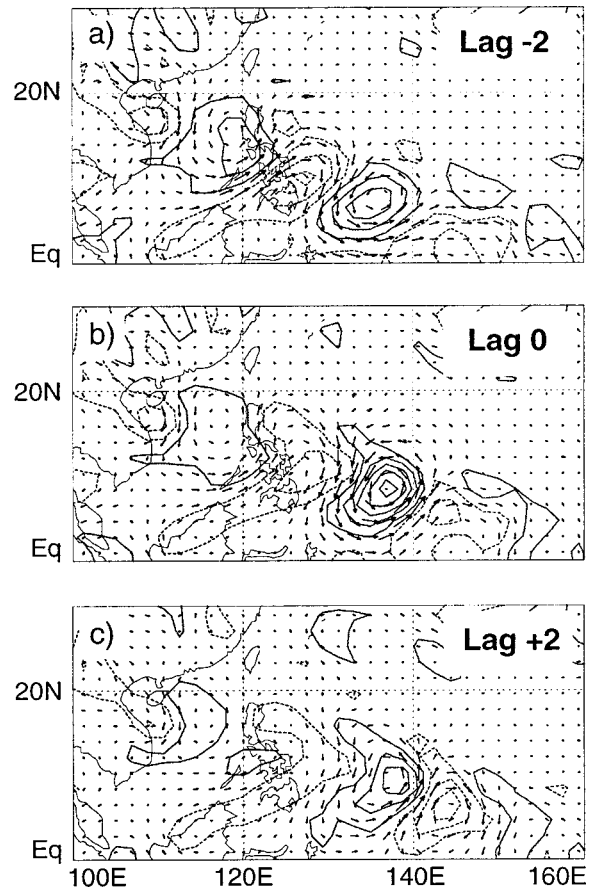 a)
Lag -2
20N
Eq
b)
Lag 0
20N
Eq
c)
Lag +2
20N
Eq
100E 120E 140E 160E